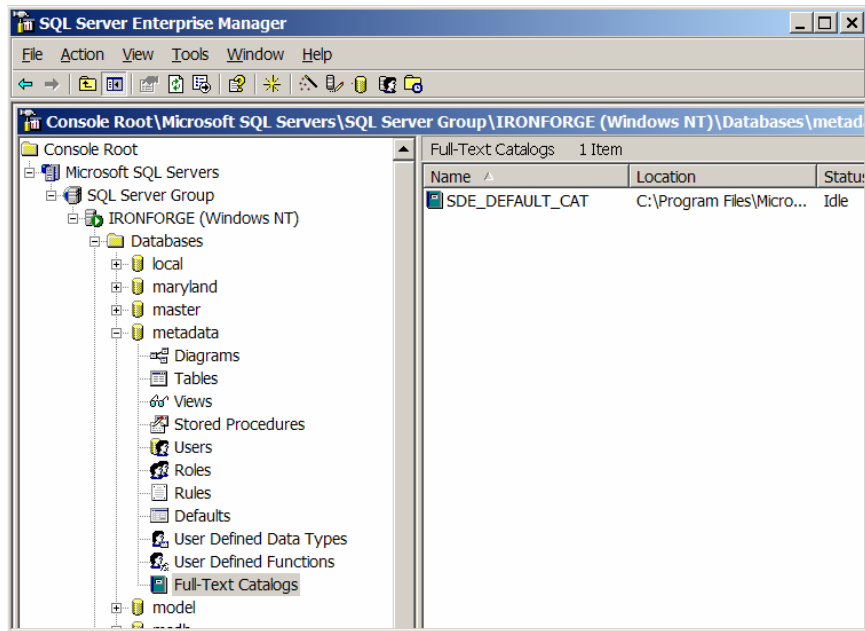 SQL Server Enterprise Manager
File Action View Tools Window Help
Console Root\Microsoft SQL Servers\SQL Server Group\IRONFORGE (Windows NT)\Databases\metad
Console Root
Microsoft SQL Servers
SQL Server Group
IRONFORGE (Windows NT)
Databases
local
maryland
master
metadata
Diagrams
Tables
Views
Stored Procedures
Users
Roles
Rules
Defaults
User Defined Data Types
User Defined Functions
Full-Text Catalogs
model
Full-Text Catalogs 1 Item
Name Location Status
SDE_DEFAULT_CAT C:\Program Files\Micro... Idle